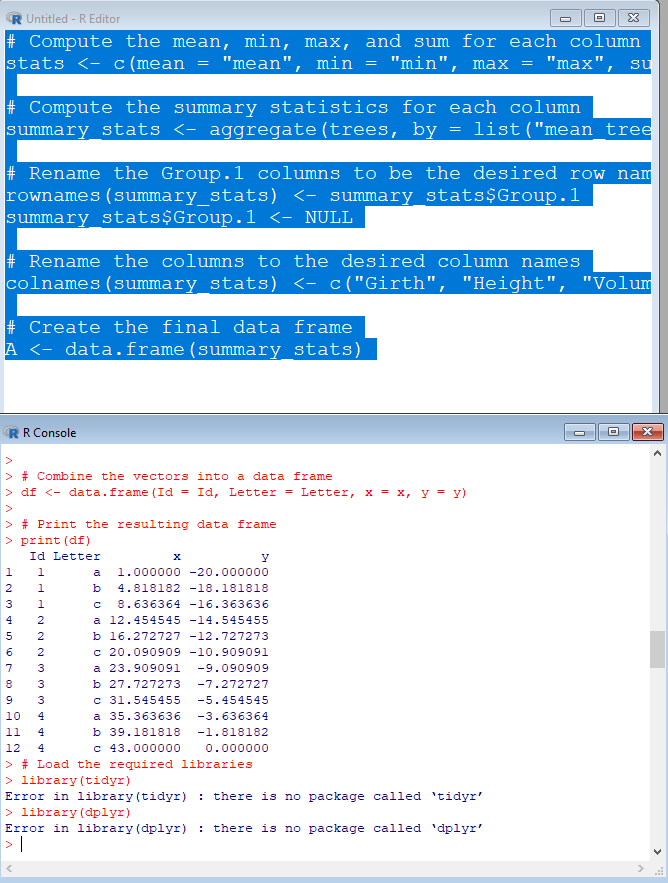 Untitled - R Editor
# Compute the mean, min, max, and sum for each column
stats <- c(mean = "mean", min = "min", max = "max", su
# Compute the summary statistics for each column
summary_stats <- aggregate(trees, by = list("mean_tree
# Rename the Group.1 columns to be the desired row nam
rownames(summary_stats) <- summary_stats$Group.1
summary_stats$Group.1 <- NULL
# Rename the columns to the desired column names
colnames(summary_stats) <- c("Girth", "Height", "Volum
# Create the final data frame
A <- data.frame(summary_stats)
R Console
>
> # Combine the vectors into a data frame
> df <- data.frame(Id = Id, Letter = Letter, x = x, y = y)
>
> # Print the resulting data frame
> print(df)
   Id Letter         x          y
1   1      a  1.000000 -20.000000
2   1      b  4.818182 -18.181818
3   1      c  8.636364 -16.363636
4   2      a 12.454545 -14.545455
5   2      b 16.272727 -12.727273
6   2      c 20.090909 -10.909091
7   3      a 23.909091  -9.090909
8   3      b 27.727273  -7.272727
9   3      c 31.545455  -5.454545
10  4      a 35.363636  -3.636364
11  4      b 39.181818  -1.818182
12  4      c 43.000000   0.000000
> # Load the required libraries
> library(tidyr)
Error in library(tidyr) : there is no package called ‘tidyr’
> library(dplyr)
Error in library(dplyr) : there is no package called ‘dplyr’
>